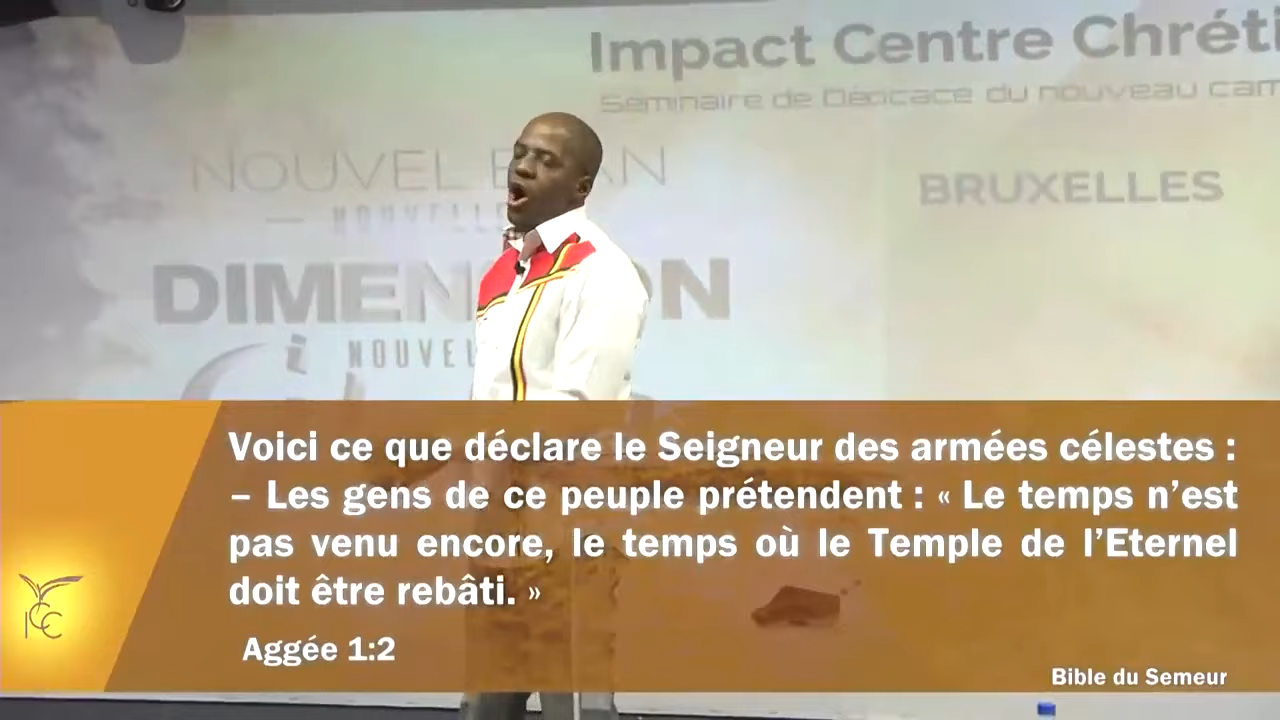 Impact Centre Chréti
Séminaire de Dédicace du nouveau cam
NOUVEL
BRUXELLES
NOUVELLE
DIMEN ON
NOUVEL
Voici ce que déclare le Seigneur des armées célestes :
– Les gens de ce peuple prétendent : « Le temps n’est
pas venu encore, le temps où le Temple de l’Eternel
doit être rebâti. »
Aggée 1:2
Bible du Semeur
ICC